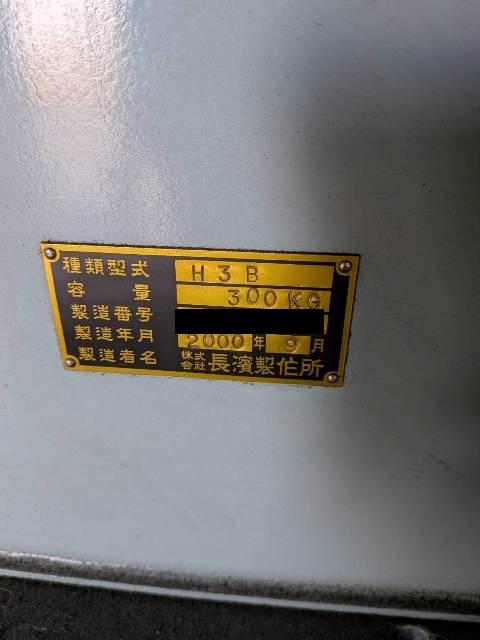 種類型式 H3B
容量 300KG
製造番号
製造年月 2000年9月
製造者名 株式会社長濱製作所